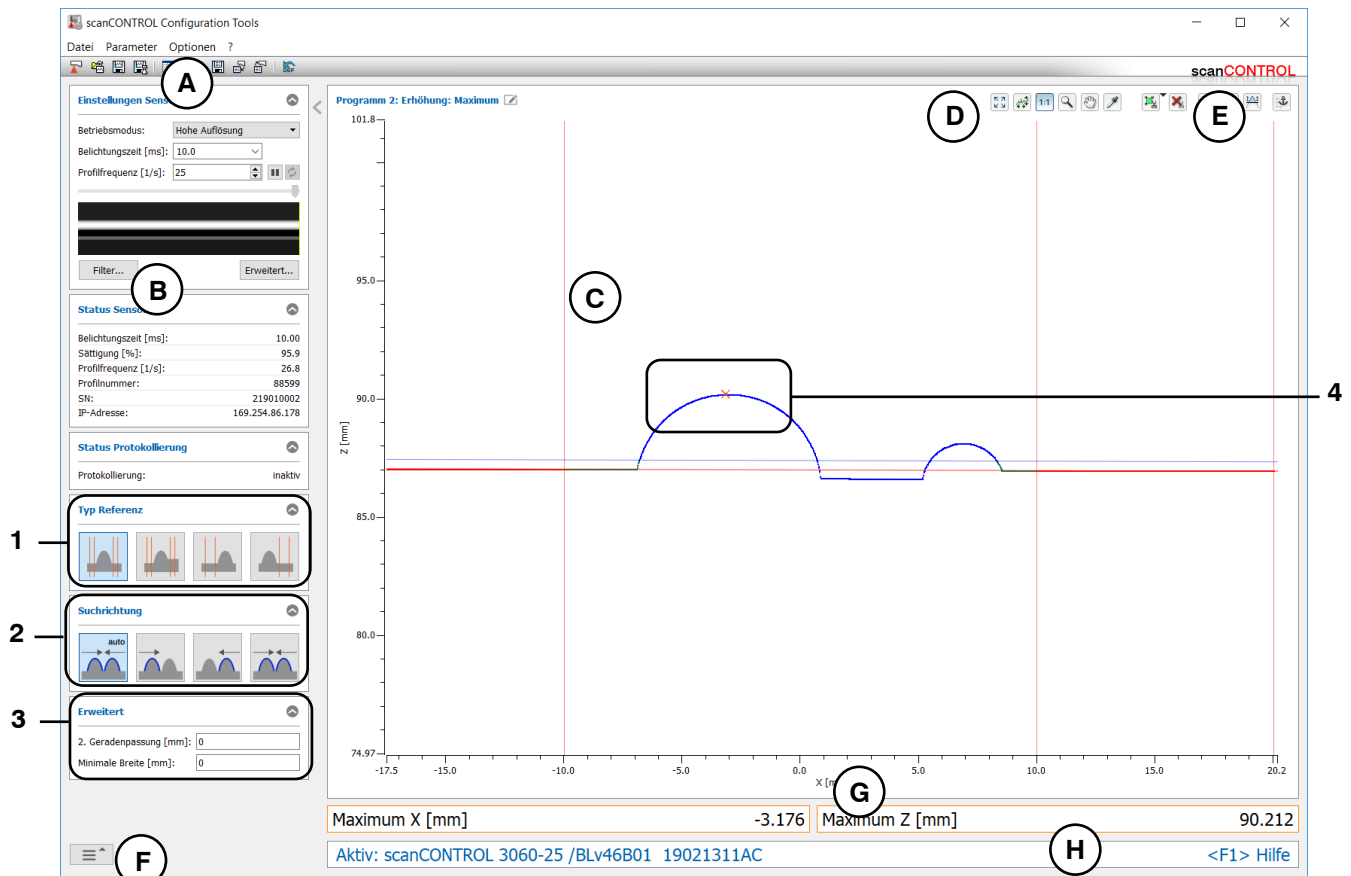 scanCONTROL Configuration Tools
Datei Parameter Optionen ?
A
scanCONTROL
Einstellungen Sens
Betriebsmodus: Hohe Auflösung
Belichtungszeit [ms]: 10.0
Profilfrequenz [1/s]: 25
Filter... Erweitert...
B
Status Senso
Belichtungszeit [ms]: 10.00
Sättigung [%]: 95.9
Profilfrequenz [1/s]: 26.8
Profilnummer: 88599
SN: 219010002
IP-Adresse: 169.254.86.178
Status Protokollierung
Protokollierung: inaktiv
1
Typ Referenz
2
Suchrichtung
auto
3
Erweitert
2. Geradenpassung [mm]: 0
Minimale Breite [mm]: 0
F
Programm 2: Erhöhung: Maximum
D
1:1
E
101.8
95.0
90.0
85.0
80.0
74.97
Z [mm]
C
4
-17.5 -15.0 -10.0 -5.0 0.0 5.0 10.0 15.0 20.2
X [m
G
Maximum X [mm] -3.176
Maximum Z [mm] 90.212
Aktiv: scanCONTROL 3060-25 /BLv46B01 19021311AC
H
<F1> Hilfe